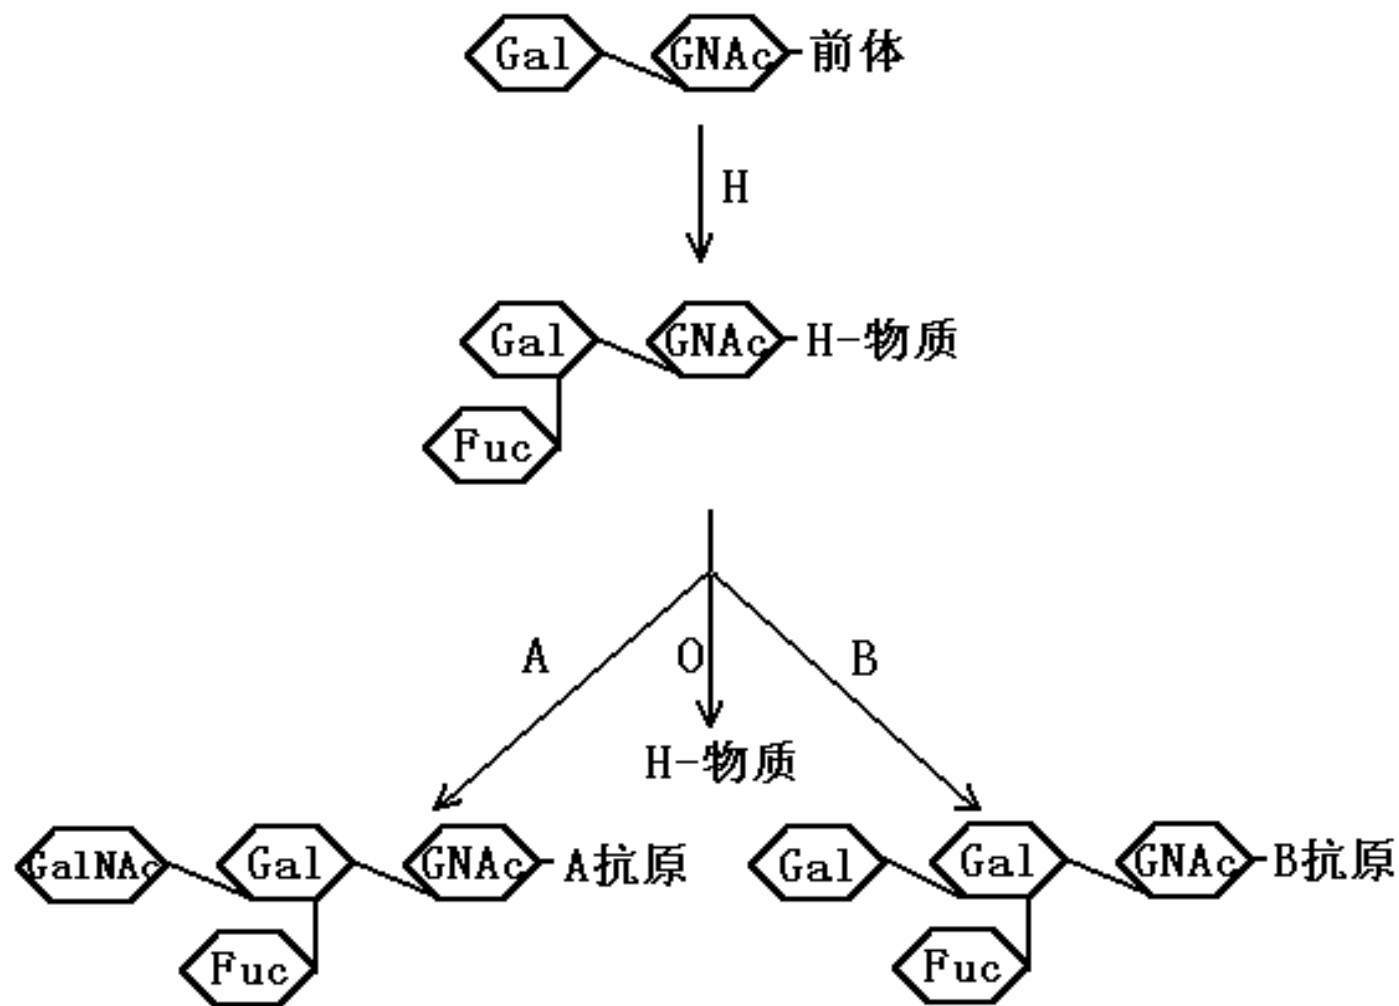 Gal GNAc 前体
H
Gal GNAc H-物质
Fuc
A O B
H-物质
GalNAc Gal GNAc A抗原 Gal Gal GNAc B抗原
Fuc Fuc